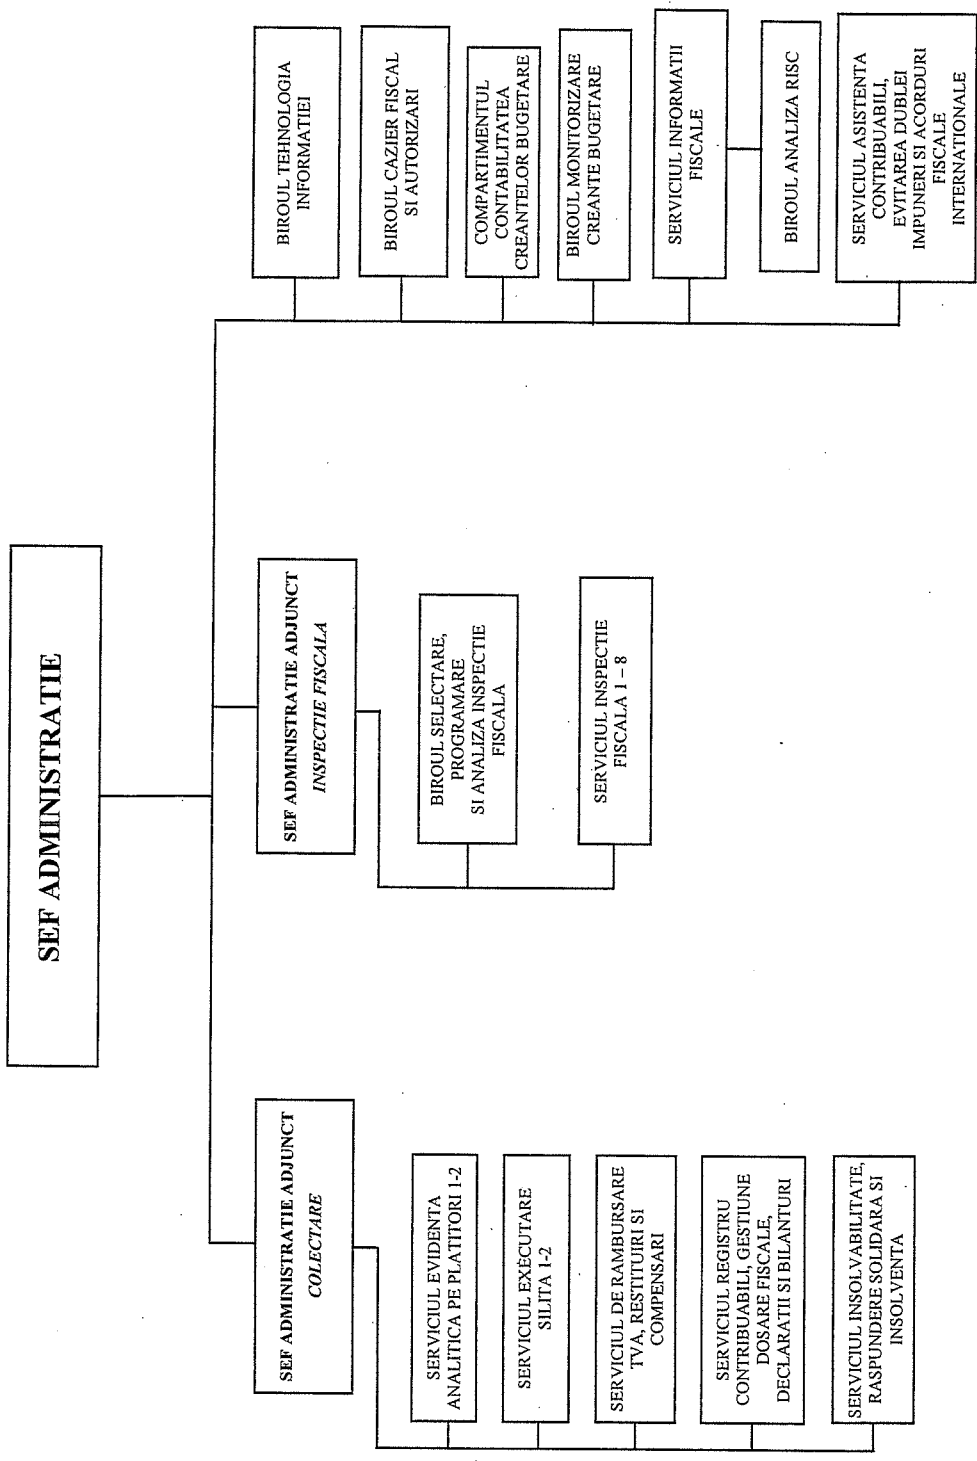 SEF ADMINISTRATIE
SEF ADMINISTRATIE ADJUNCT
COLECTARE
SERVICIUL EVIDENTA
ANALITICA PE PLATITORI 1-2
SERVICIUL EXECUTARE
SILITA 1-2
SERVICIUL DE RAMBURSARE
TVA, RESTITUIRI SI
COMPENSARI
SERVICIUL REGISTRU
CONTRIBUABILI, GESTIUNE
DOSARE FISCALE,
DECLARATII SI BILANTURI
SERVICIUL INSOLVABILITATE,
RASPUNDERE SOLIDARA SI
INSOLVENTA
SEF ADMINISTRATIE ADJUNCT
INSPECTIE FISCALA
BIROUL SELECTARE,
PROGRAMARE
SI ANALIZA INSPECTIE
FISCALA
SERVICIUL INSPECTIE
FISCALA 1 – 8
BIROUL TEHNOLOGIA
INFORMATIEI
BIROUL CAZIER FISCAL
SI AUTORIZARI
COMPARTIMENTUL
CONTABILITATEA
CREANTELOR BUGETARE
BIROUL MONITORIZARE
CREANTE BUGETARE
SERVICIUL INFORMATII
FISCALE
BIROUL ANALIZA RISC
SERVICIUL ASISTENTA
CONTRIBUABILI,
EVITAREA DUBLEI
IMPUNERI SI ACORDURI
FISCALE
INTERNATIONALE